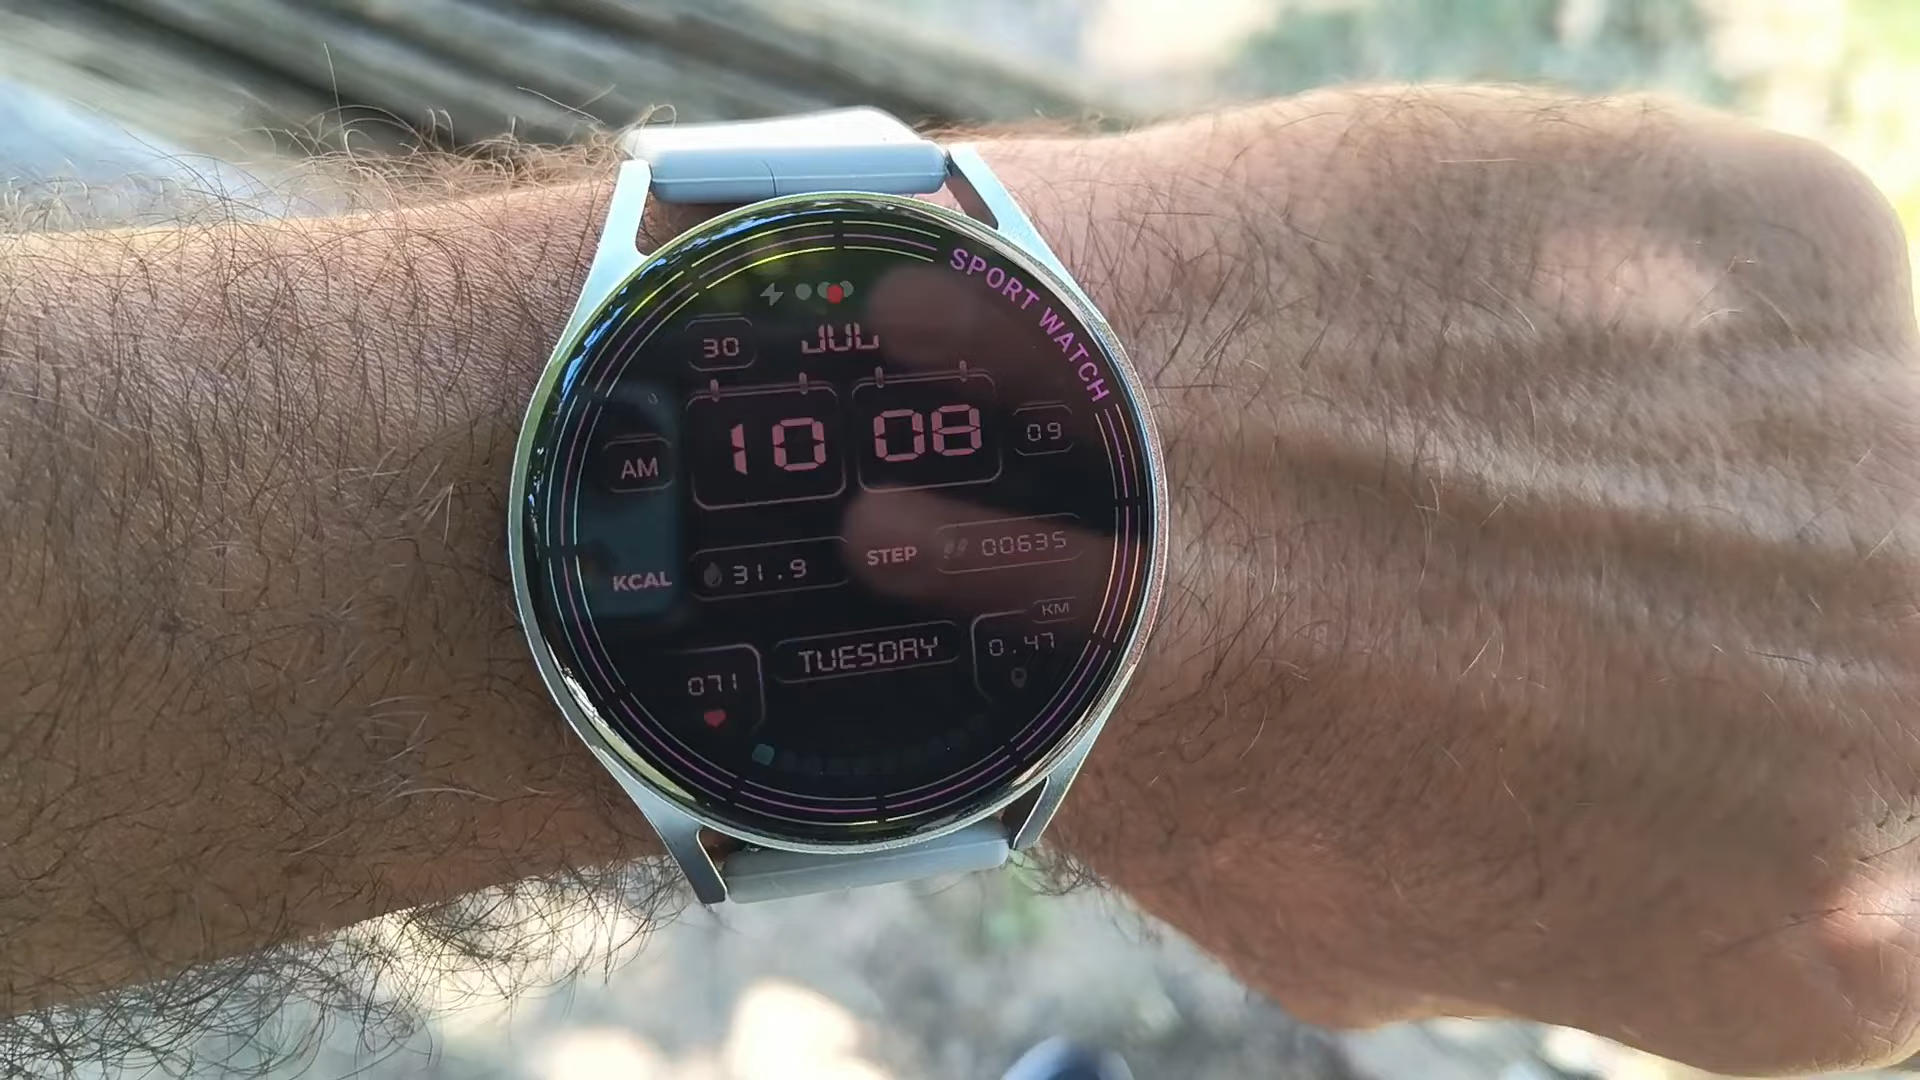 SPORT WATCH
30 JUL
AM 10 08 09
KCAL 31.9 STEP 00635
KM
TUESDAY 0.47
071